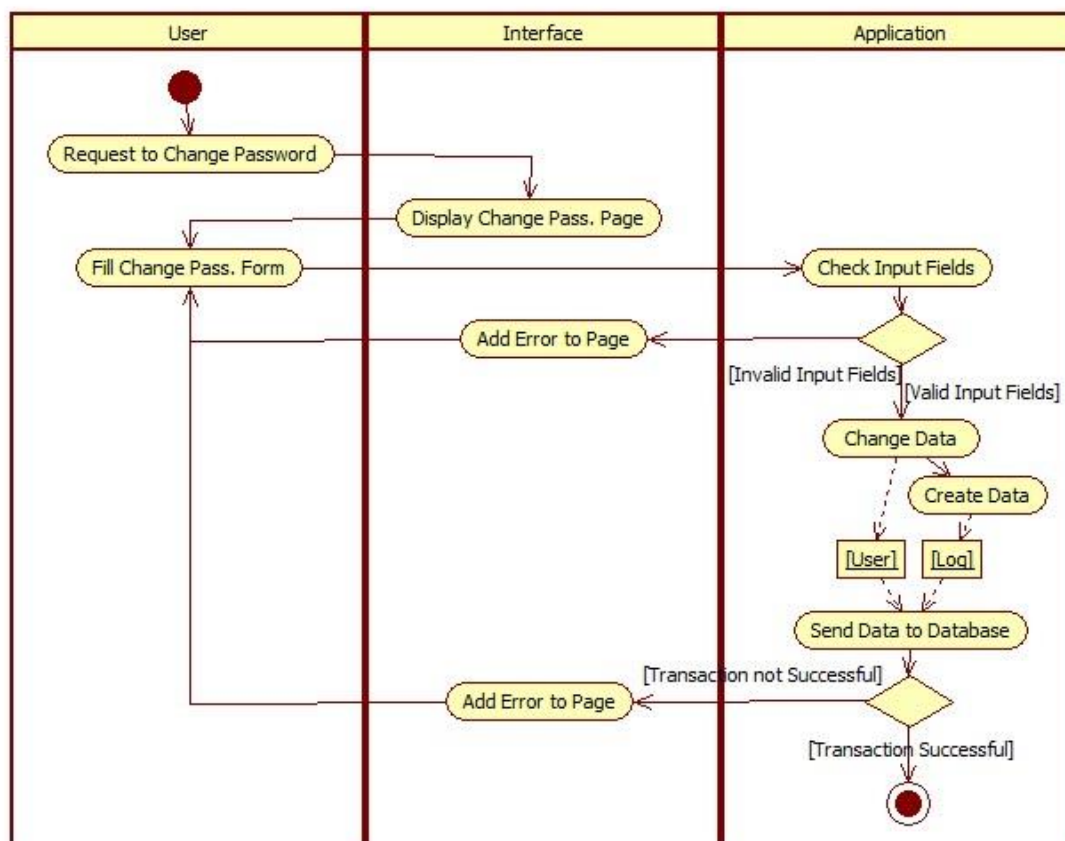 User
Interface
Application
Request to Change Password
Display Change Pass. Page
Fill Change Pass. Form
Check Input Fields
Add Error to Page
[Invalid Input Fields]
[Valid Input Fields]
Change Data
Create Data
[User]
[Log]
Send Data to Database
[Transaction not Successful]
Add Error to Page
[Transaction Successful]